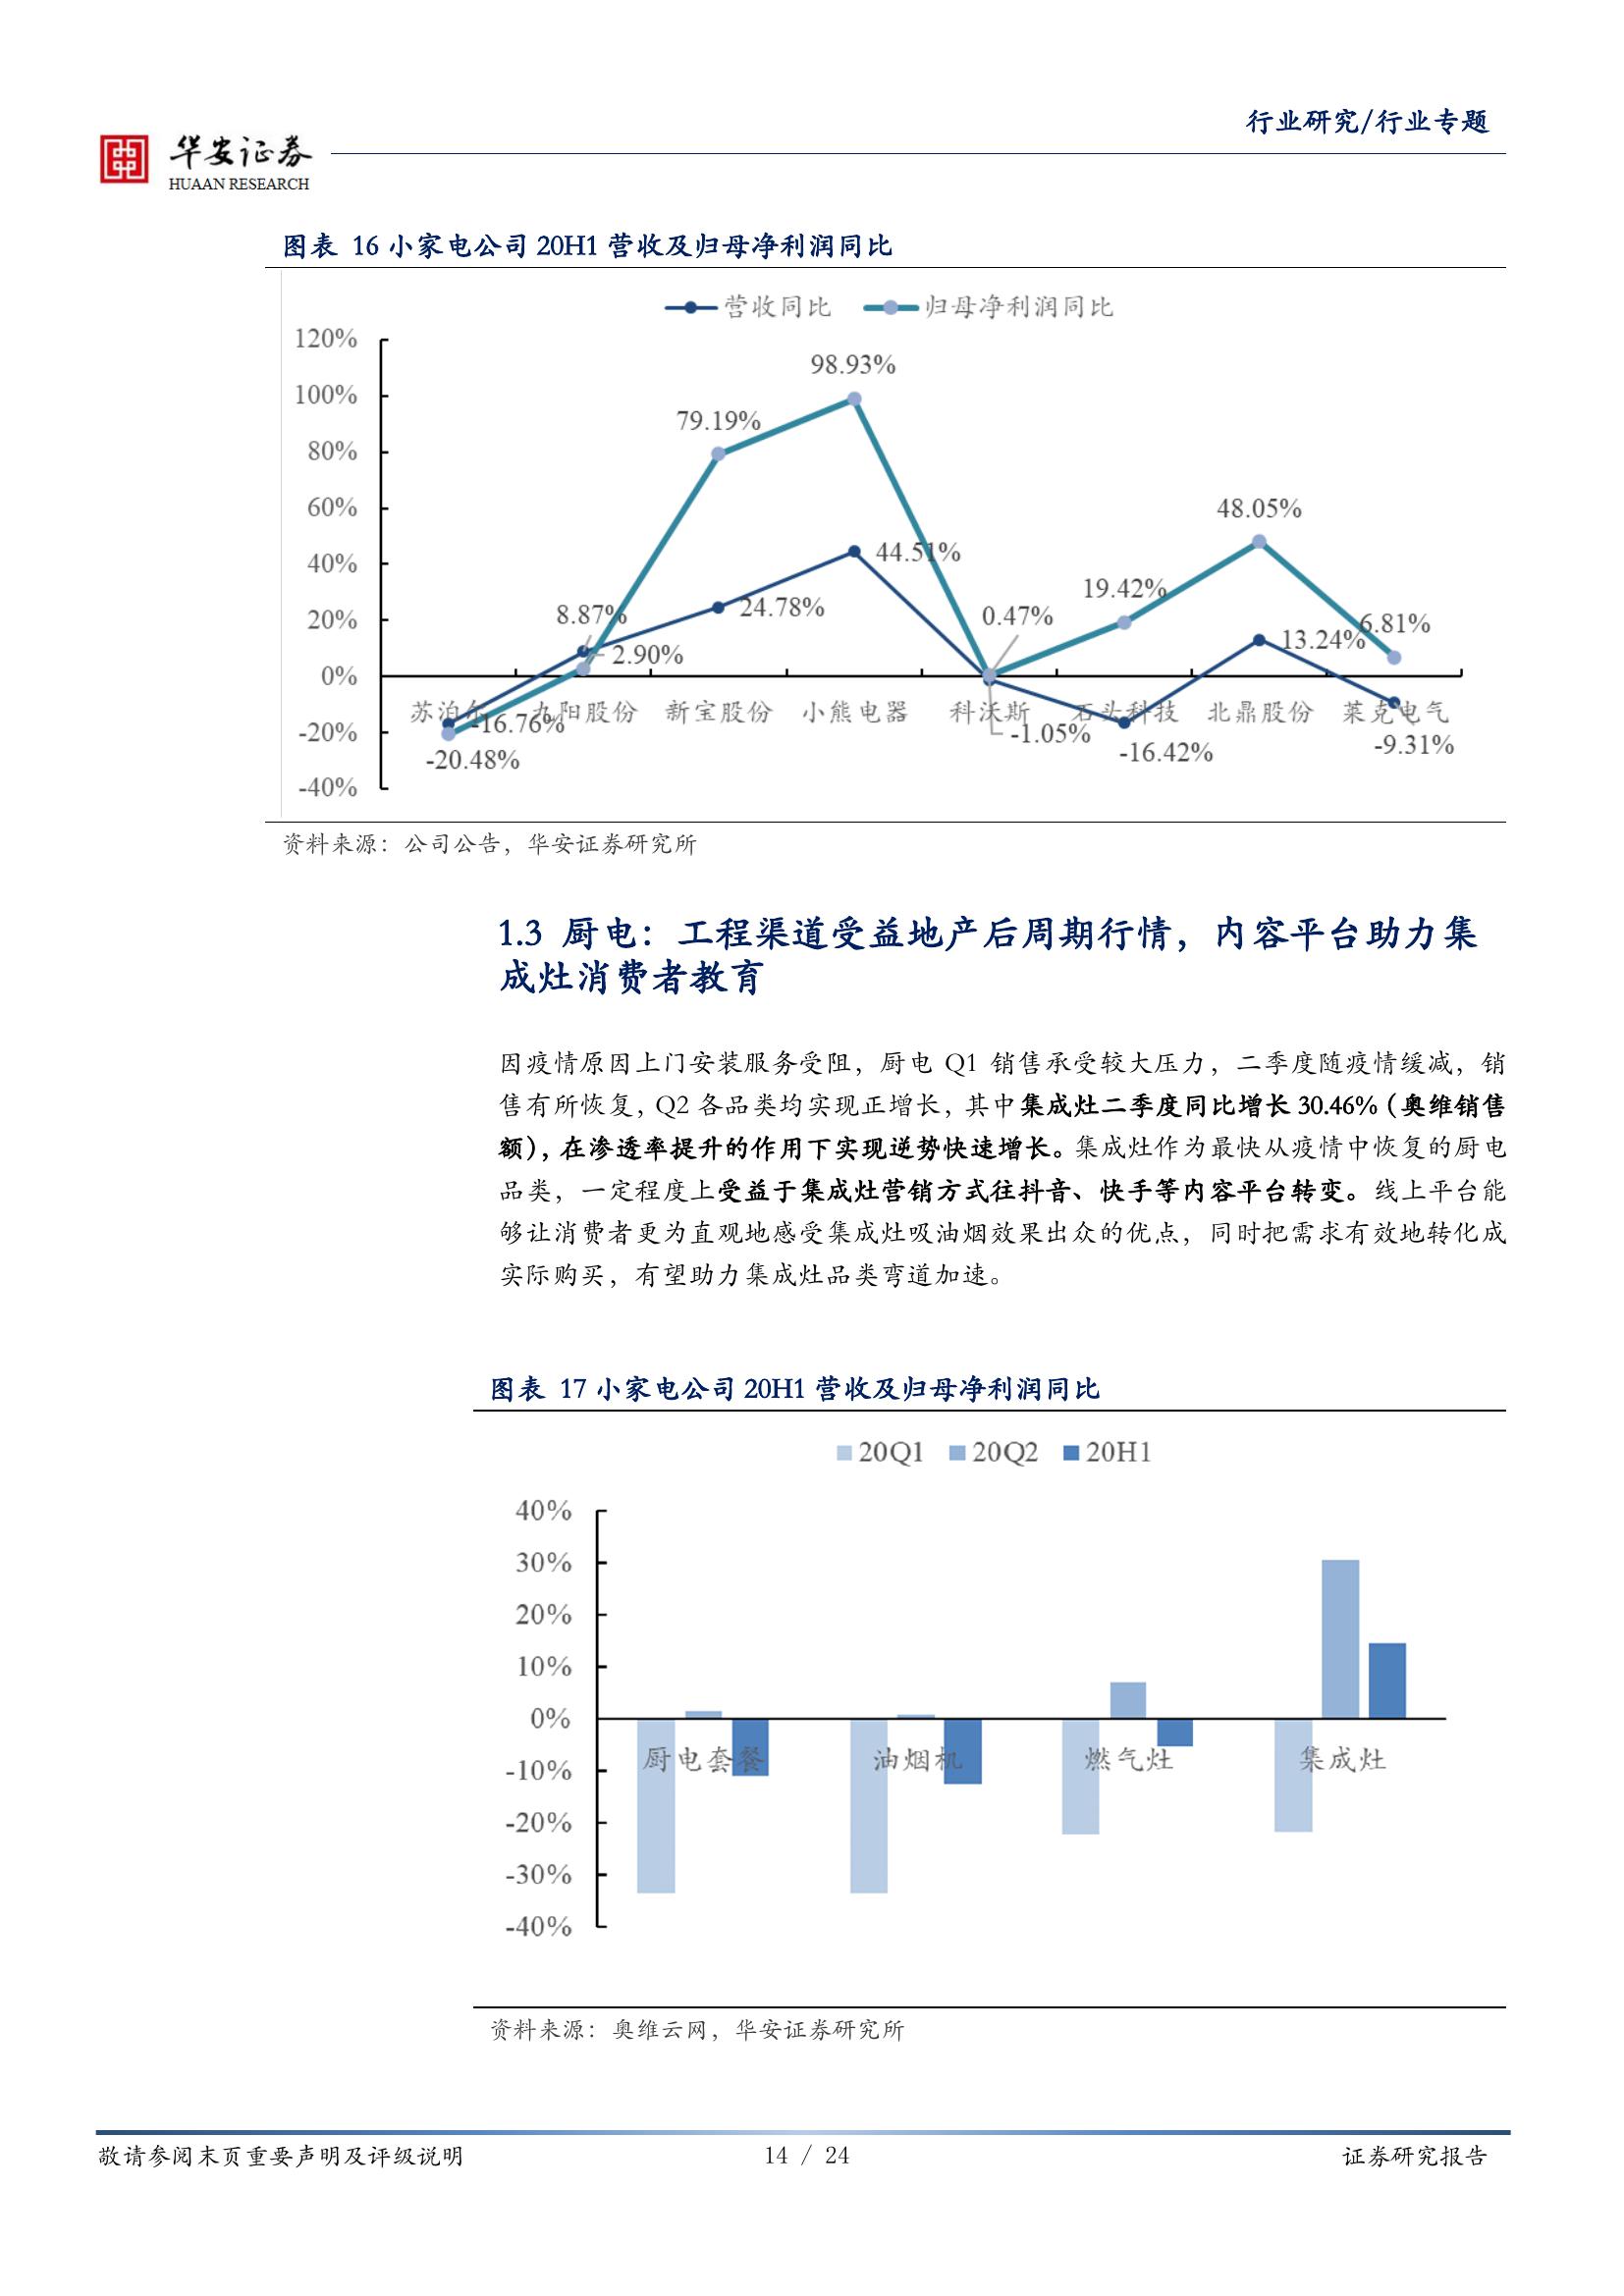 行业研究/行业专题
华安证券
HUAAN RESEARCH
图表 16 小家电公司 20H1 营收及归母净利润同比
营收同比 归母净利润同比
120%
100%
80%
60%
40%
20%
0%
-20%
-40%
98.93%
79.19%
44.51%
48.05%
8.87%
24.78%
0.47%
19.42%
6.81%
2.90%
13.24%
苏泊尔 九阳股份 新宝股份 小熊电器 科沃斯 石头科技 北鼎股份 莱克电气
-16.76%
-1.05%
-20.48%
-16.42%
-9.31%
资料来源：公司公告，华安证券研究所
1.3 厨电：工程渠道受益地产后周期行情，内容平台助力集
成灶消费者教育
因疫情原因上门安装服务受阻，厨电 Q1 销售承受较大压力，二季度随疫情缓减，销
售有所恢复，Q2 各品类均实现正增长，其中集成灶二季度同比增长 30.46%（奥维销售
额），在渗透率提升的作用下实现逆势快速增长。集成灶作为最快从疫情中恢复的厨电
品类，一定程度上受益于集成灶营销方式往抖音、快手等内容平台转变。线上平台能
够让消费者更为直观地感受集成灶吸油烟效果出众的优点，同时把需求有效地转化成
实际购买，有望助力集成灶品类弯道加速。
图表 17 小家电公司 20H1 营收及归母净利润同比
20Q1 20Q2 20H1
40%
30%
20%
10%
0%
-10%
-20%
-30%
-40%
厨电套餐 油烟机 燃气灶 集成灶
资料来源：奥维云网，华安证券研究所
敬请参阅末页重要声明及评级说明 14 / 24 证券研究报告